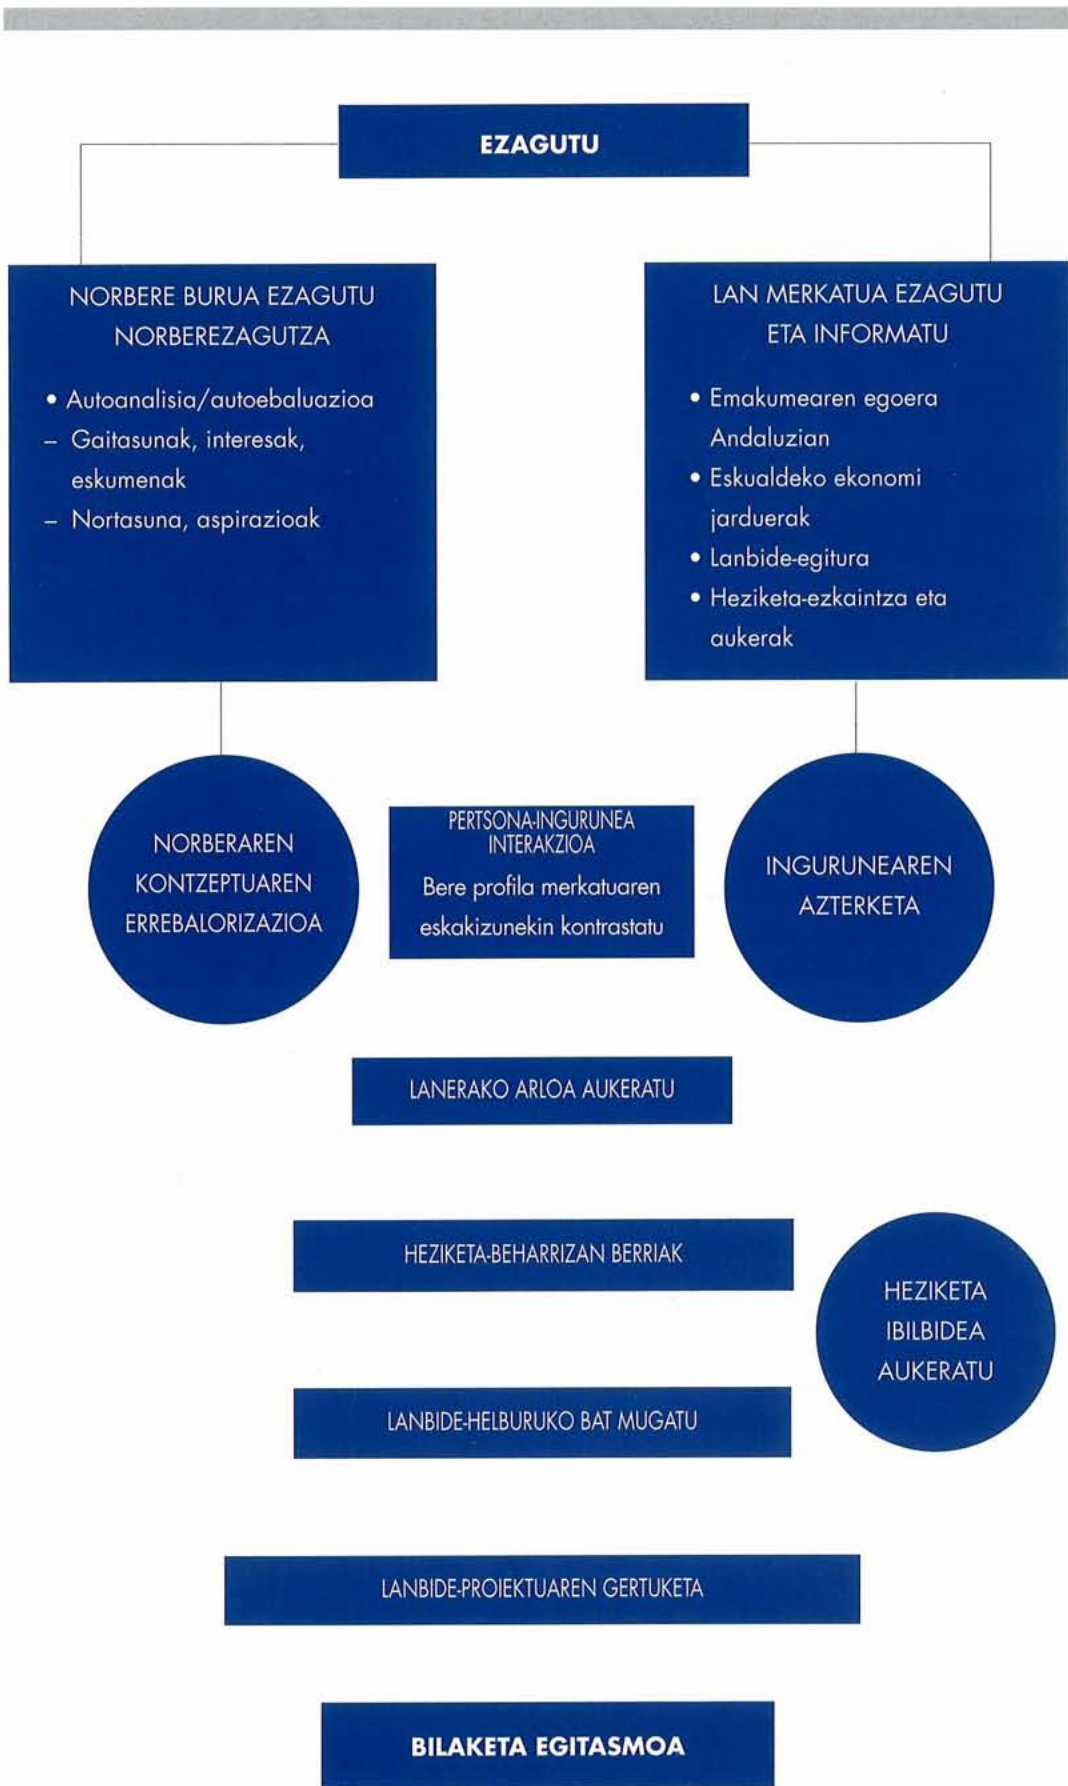 EZAGUTU
NORBERE BURUA EZAGUTU
NORBEREZAGUTZA
• Autoanalisia/autoebaluazioa
– Gaitasunak, interesak,
eskumenak
– Nortasuna, aspirazioak
LAN MERKATUA EZAGUTU
ETA INFORMATU
• Emakumearen egoera
Andaluzian
• Eskualdeko ekonomi
jarduerak
• Lanbide-egitura
• Heziketa-ezkaintza eta
aukerak
NORBERAREN
KONTZEPTUAREN
ERREBALORIZAZIOA
PERTSONA-INGURUNEA
INTERAKZIOA
Bere profila merkatuaren
eskakizunekin kontrastatu
INGURUNEAREN
AZTERKETA
LANERAKO ARLOA AUKERATU
HEZIKETA-BEHARRIZAN BERRIAK
HEZIKETA
IBILBIDEA
AUKERATU
LANBIDE-HELBURUKO BAT MUGATU
LANBIDE-PROIEKTUAREN GERTUKETA
BILAKETA EGITASMOA